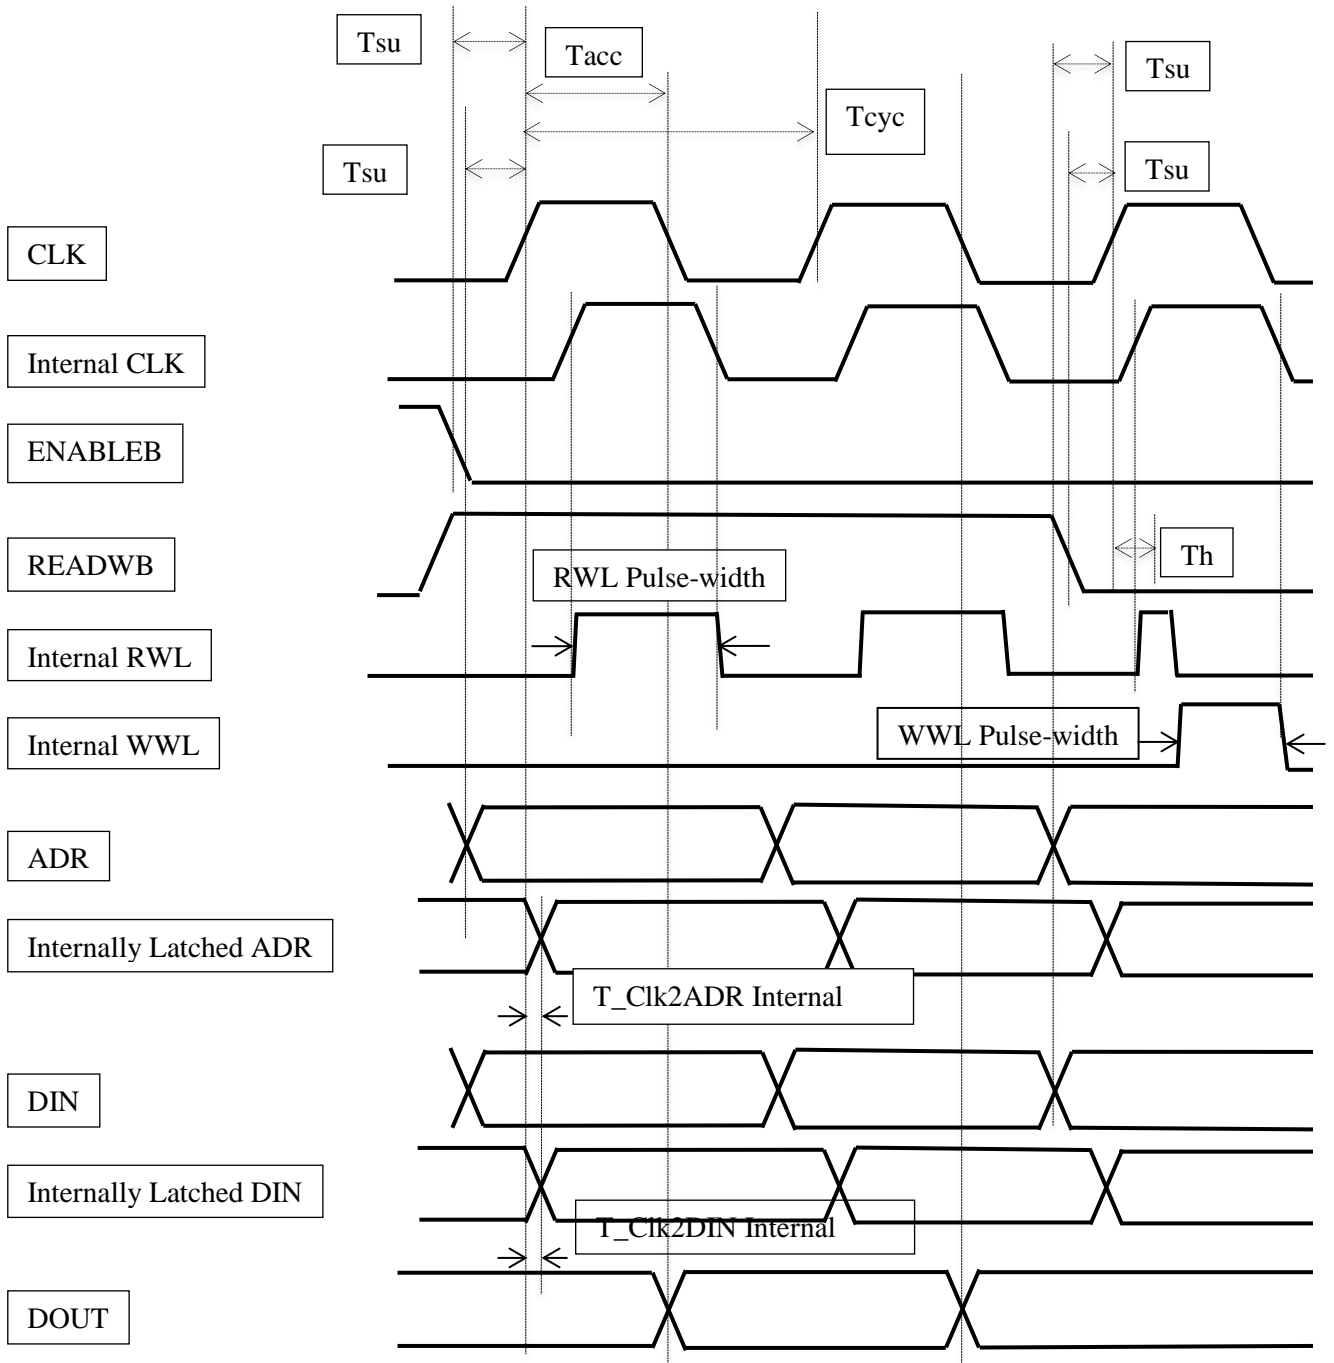 Tsu
Tacc
Tsu
Tcyc
Tsu
Tsu
CLK
Internal CLK
ENABLEB
READWB
RWL Pulse-width
Th
Internal RWL
Internal WWL
WWL Pulse-width
ADR
Internally Latched ADR
T_Clk2ADR Internal
DIN
Internally Latched DIN
T_Clk2DIN Internal
DOUT